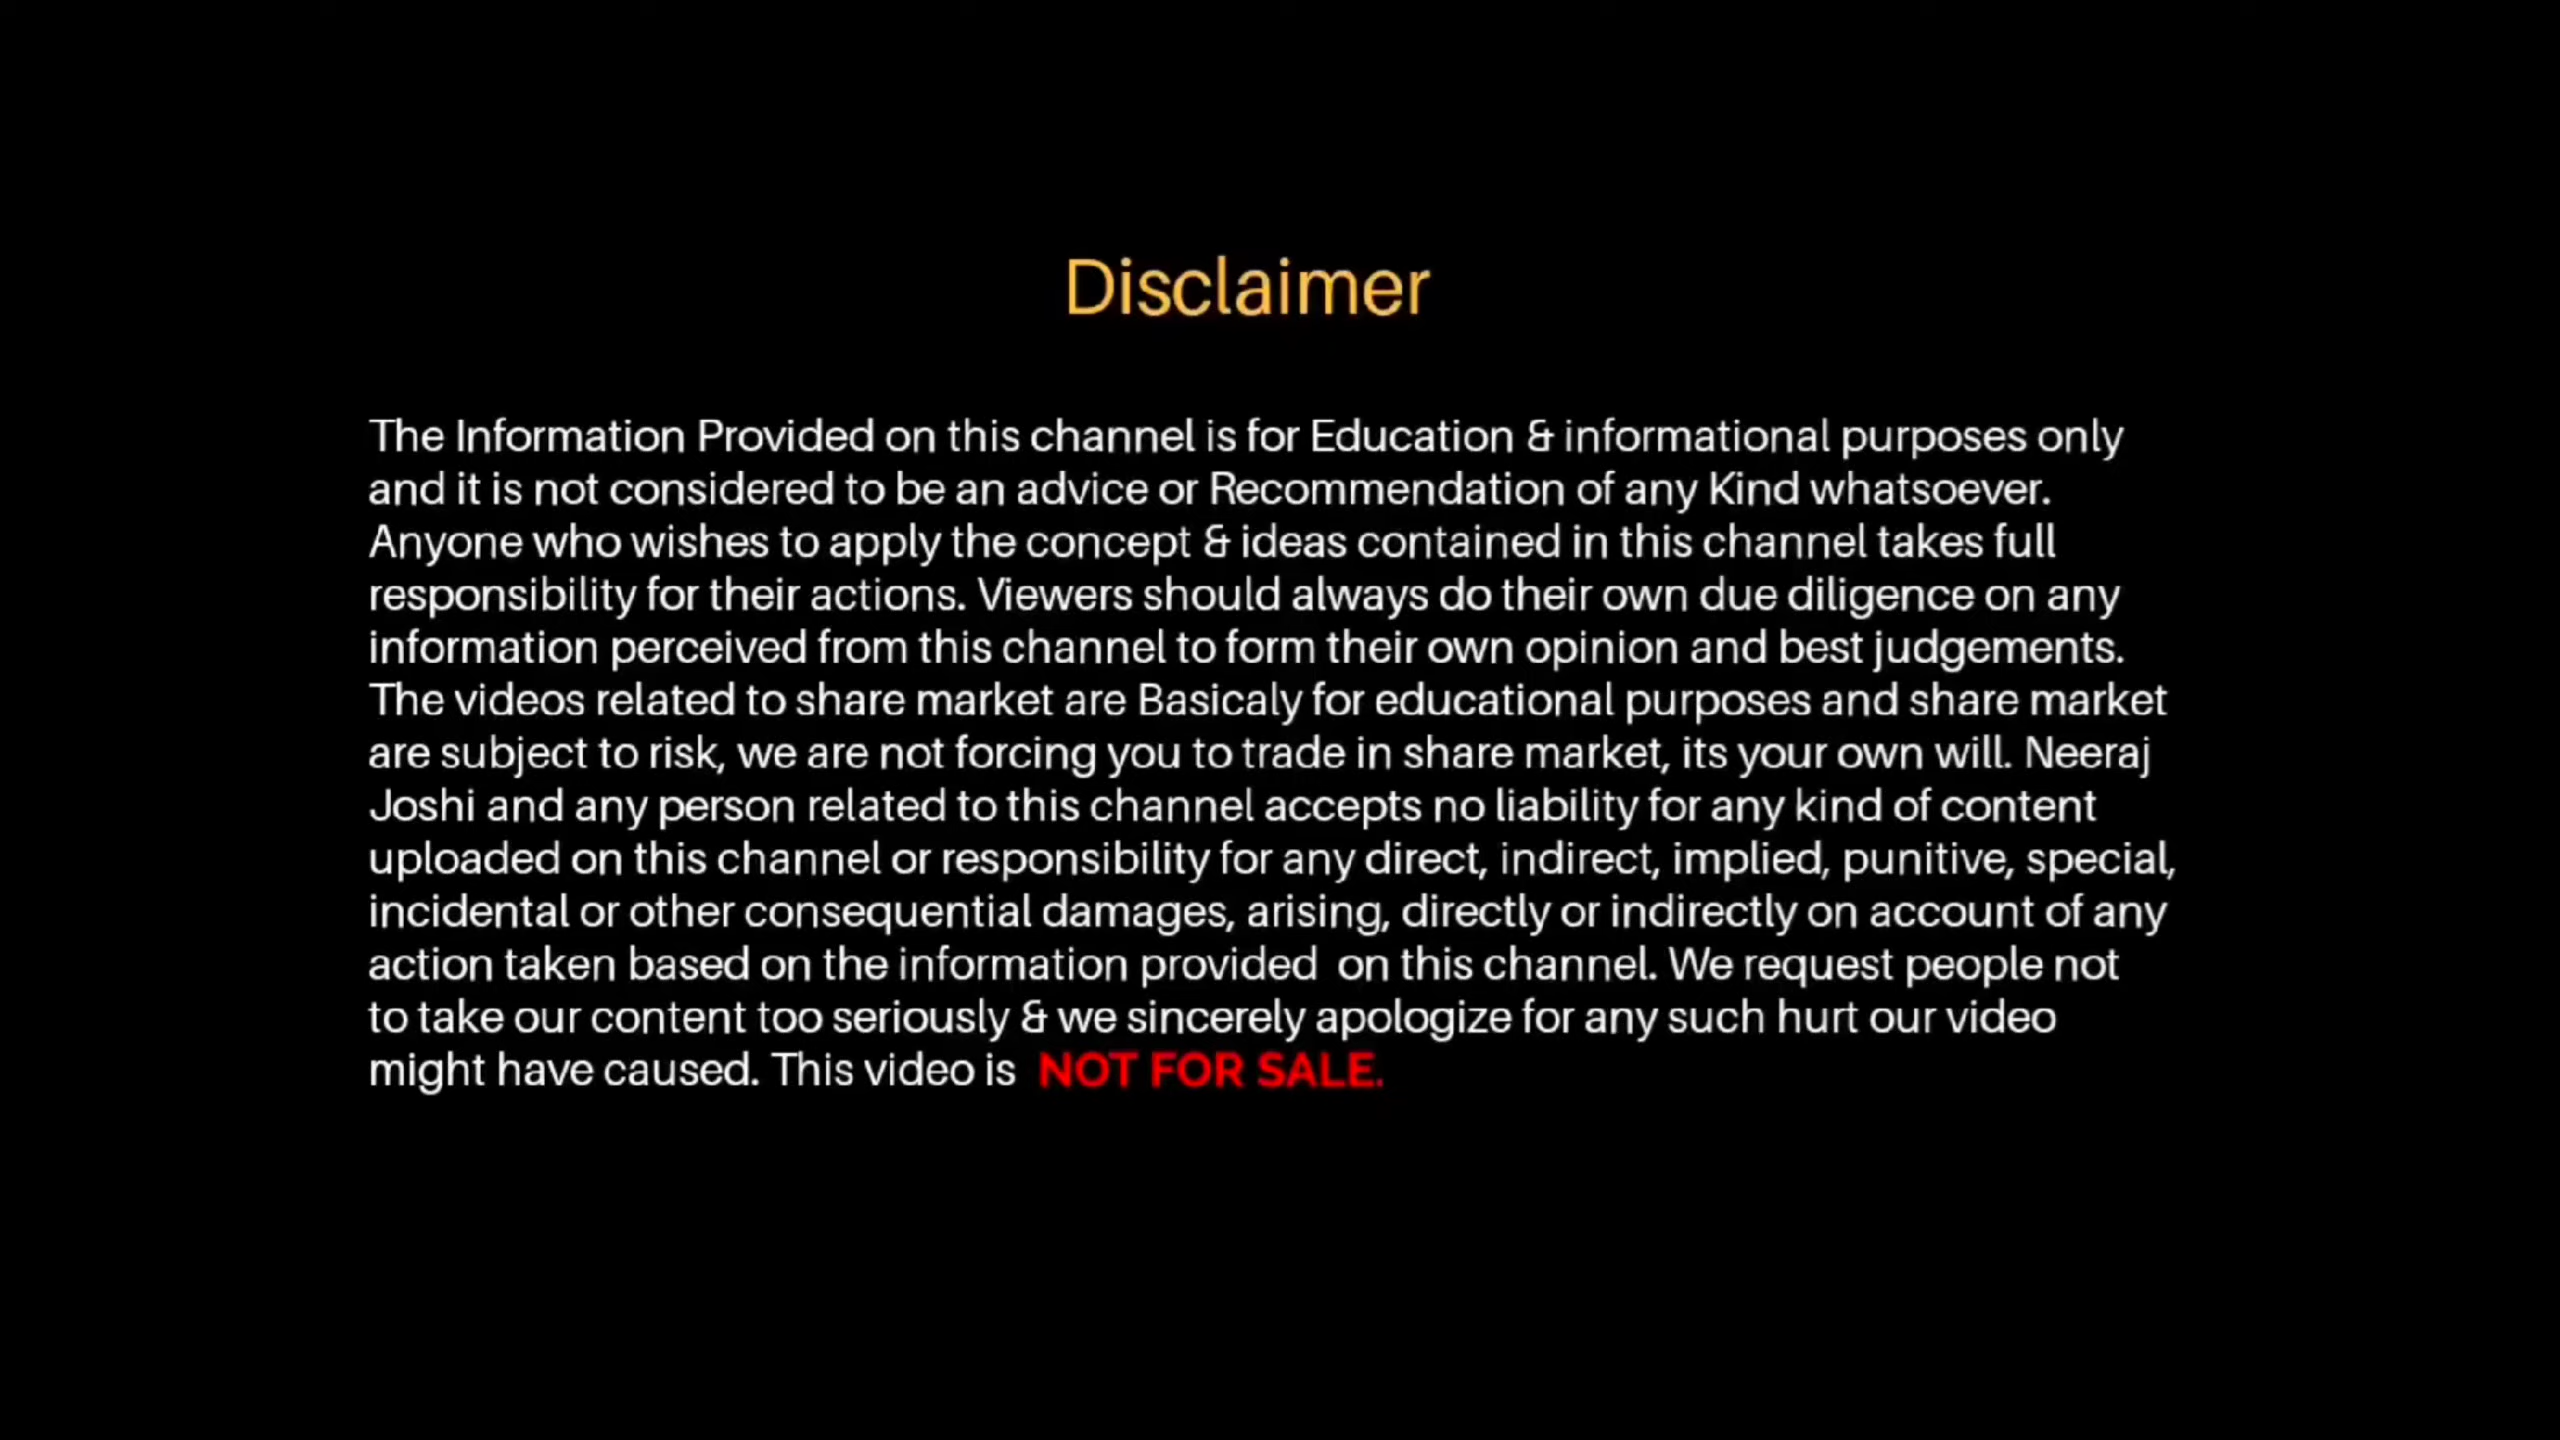 Disclaimer
The Information Provided on this channel is for Education & informational purposes only
and it is not considered to be an advice or Recommendation of any Kind whatsoever.
Anyone who wishes to apply the concept & ideas contained in this channel takes full
responsibility for their actions. Viewers should always do their own due diligence on any
information perceived from this channel to form their own opinion and best judgements.
The videos related to share market are Basicaly for educational purposes and share market
are subject to risk, we are not forcing you to trade in share market, its your own will. Neeraj
Joshi and any person related to this channel accepts no liability for any kind of content
uploaded on this channel or responsibility for any direct, indirect, implied, punitive, special,
incidental or other consequential damages, arising, directly or indirectly on account of any
action taken based on the information provided on this channel. We request people not
to take our content too seriously & we sincerely apologize for any such hurt our video
might have caused. This video is NOT FOR SALE.